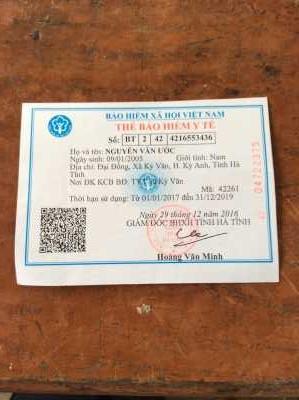 BẢO HIỂM XÃ HỘI VIỆT NAM
THẺ BẢO HIỂM Y TẾ
Số: BT 2 42 4216553436
Họ và tên: NGUYỄN VĂN ƯỚC
Ngày sinh: 09/01/2005 Giới tính: Nam
Địa chỉ: Đại Đồng, Xã Kỳ Văn, H. Kỳ Anh, Tỉnh Hà
Tĩnh
Nơi ĐK KCB BĐ: Kỳ Văn
Mã: 42261
Thời hạn sử dụng: Từ 01/01/2017 đến 31/12/2019
Ngày 29 tháng 12 năm 2016
GIÁM ĐỐC BHXH TỈNH HÀ TĨNH
Hoàng Văn Minh